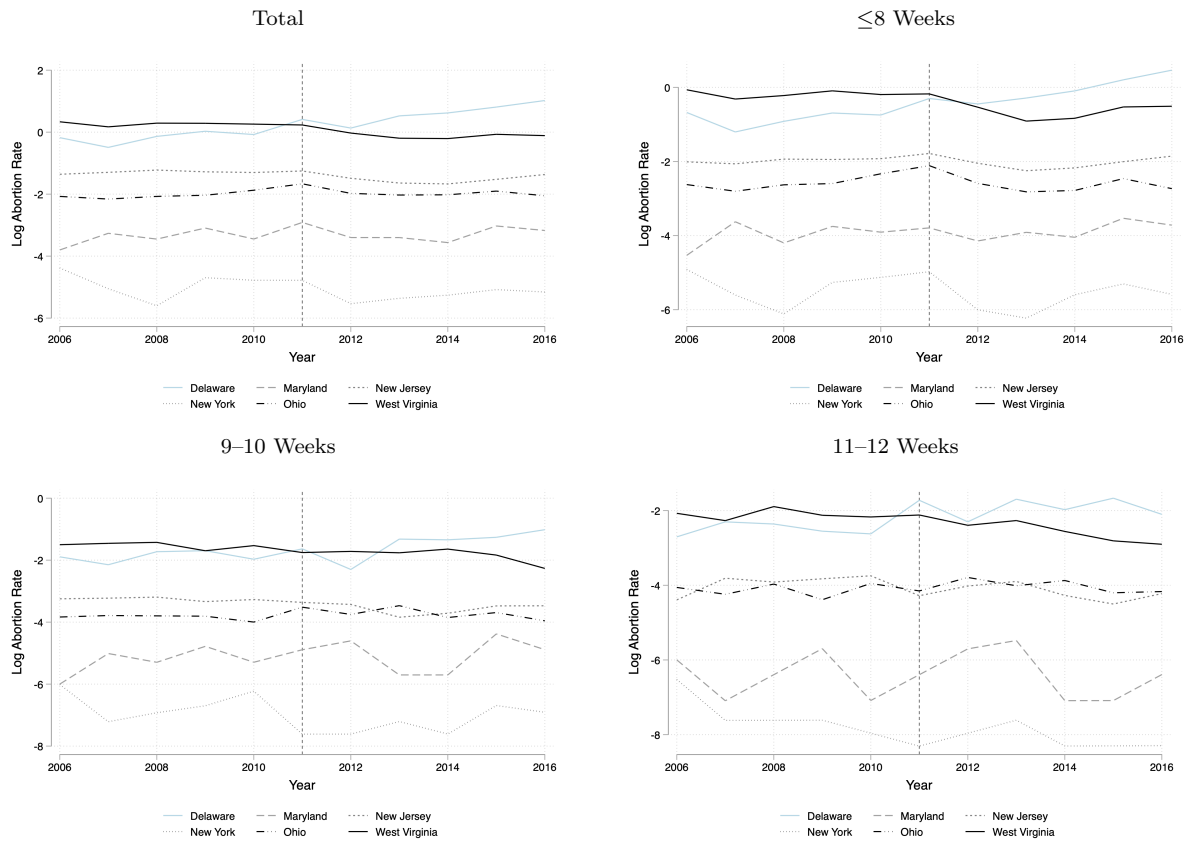 Total
2
0
-2
-4
-6
Log Abortion Rate
2006 2008 2010 2012 2014 2016
Year
Delaware Maryland New Jersey
New York Ohio West Virginia
≤8 Weeks
0
-2
-4
-6
Log Abortion Rate
2006 2008 2010 2012 2014 2016
Year
Delaware Maryland New Jersey
New York Ohio West Virginia
9–10 Weeks
0
-2
-4
-6
-8
Log Abortion Rate
2006 2008 2010 2012 2014 2016
Year
Delaware Maryland New Jersey
New York Ohio West Virginia
11–12 Weeks
-2
-4
-6
-8
Log Abortion Rate
2006 2008 2010 2012 2014 2016
Year
Delaware Maryland New Jersey
New York Ohio West Virginia